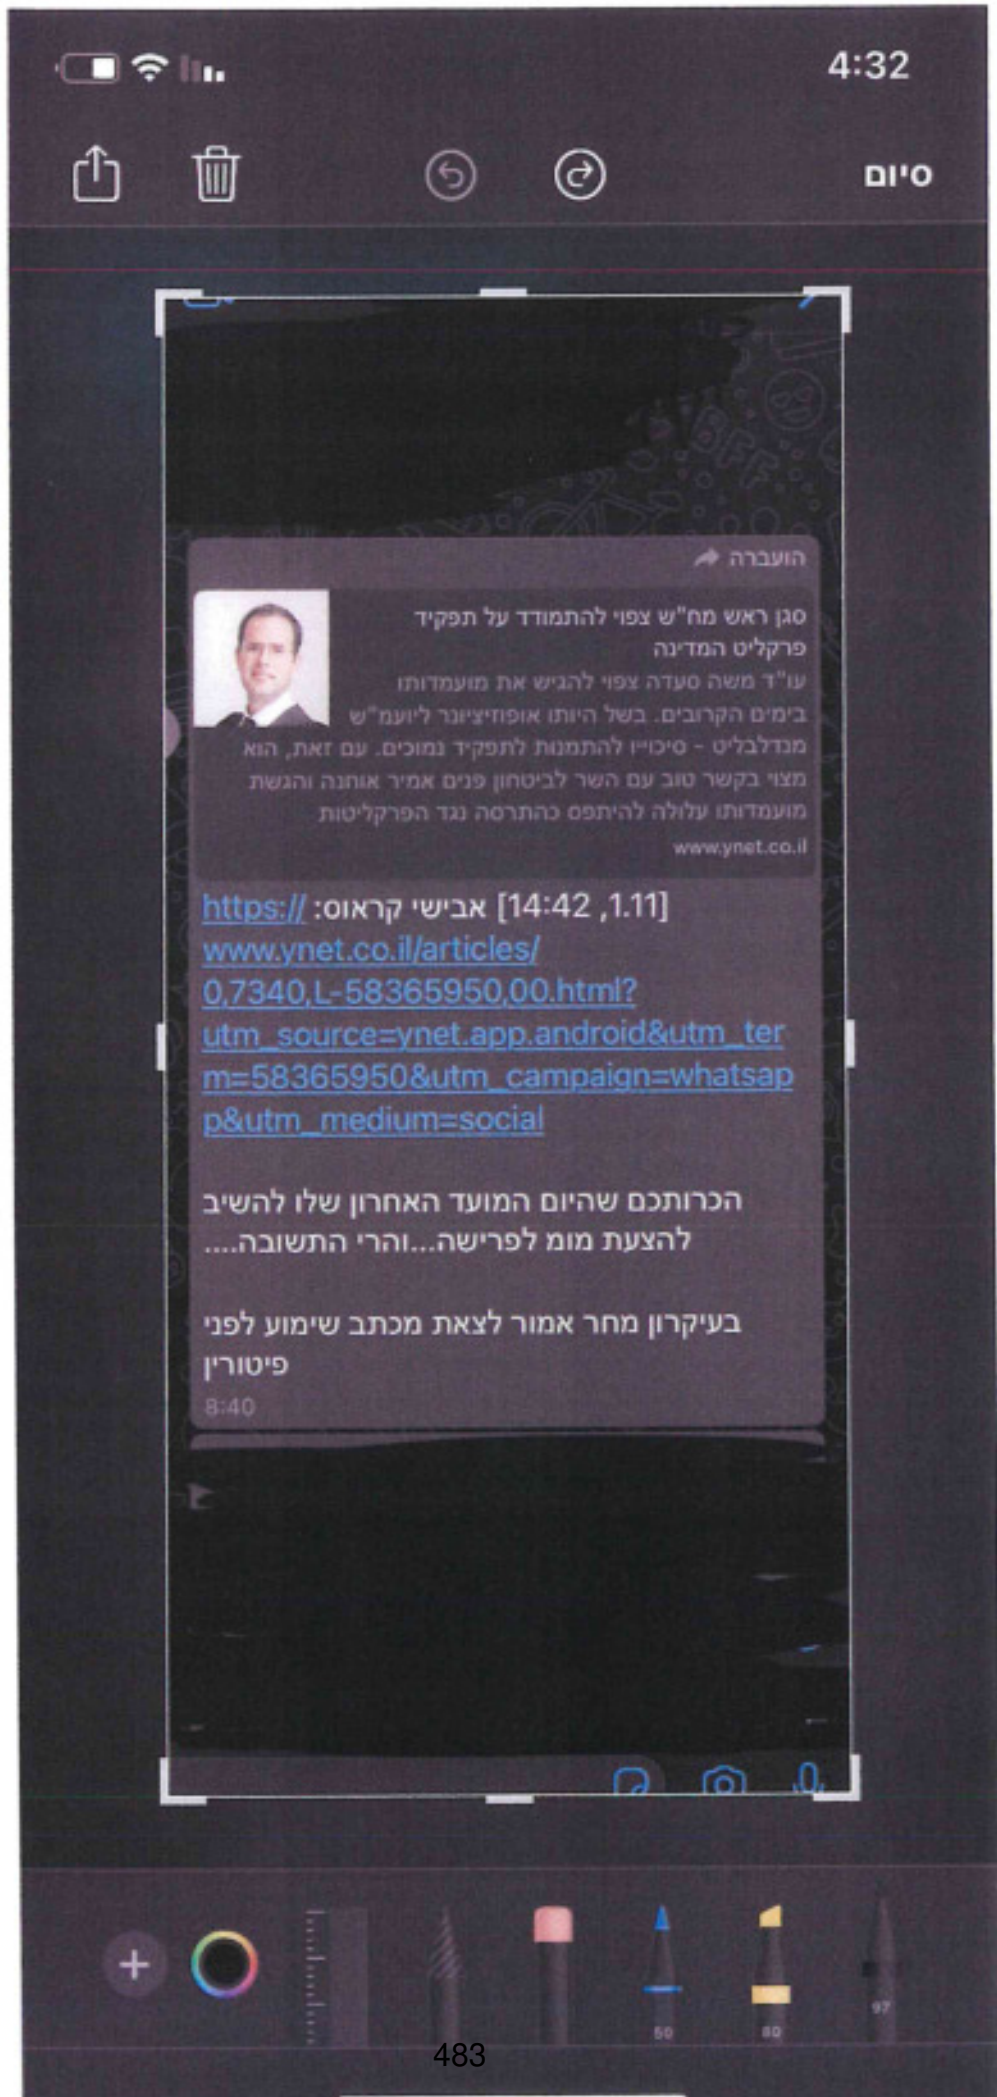 4:32
סיום
הועברה
סגן ראש מח"ש צפוי להתמודד על תפקיד
פרקליט המדינה
עו"ד משה סעדה צפוי להגיש את מועמדותו
בימים הקרובים. בשל היותו אופוזיציונר ליועמ"ש
מנדלבליט - סיכוייו להתמנות לתפקיד נמוכים. עם זאת, הוא
מצוי בקשר טוב עם השר לביטחון פנים אמיר אוחנה והגשת
מועמדותו עלולה להיתפס כהתרסה נגד הפרקליטות
www.ynet.co.il
[1.11, 14:42] אבישי קראוס: https://
www.ynet.co.il/articles/
0,7340,L-58365950,00.html?
utm_source=ynet.app.android&utm_ter
m=58365950&utm_campaign=whatsap
p&utm_medium=social
הכרותכם שהיום המועד האחרון שלו להשיב
להצעת מומ לפרישה...והרי התשובה....
בעיקרון מחר אמור לצאת מכתב שימוע לפני
פיטורין
8:40
BFF
50
80
97
483